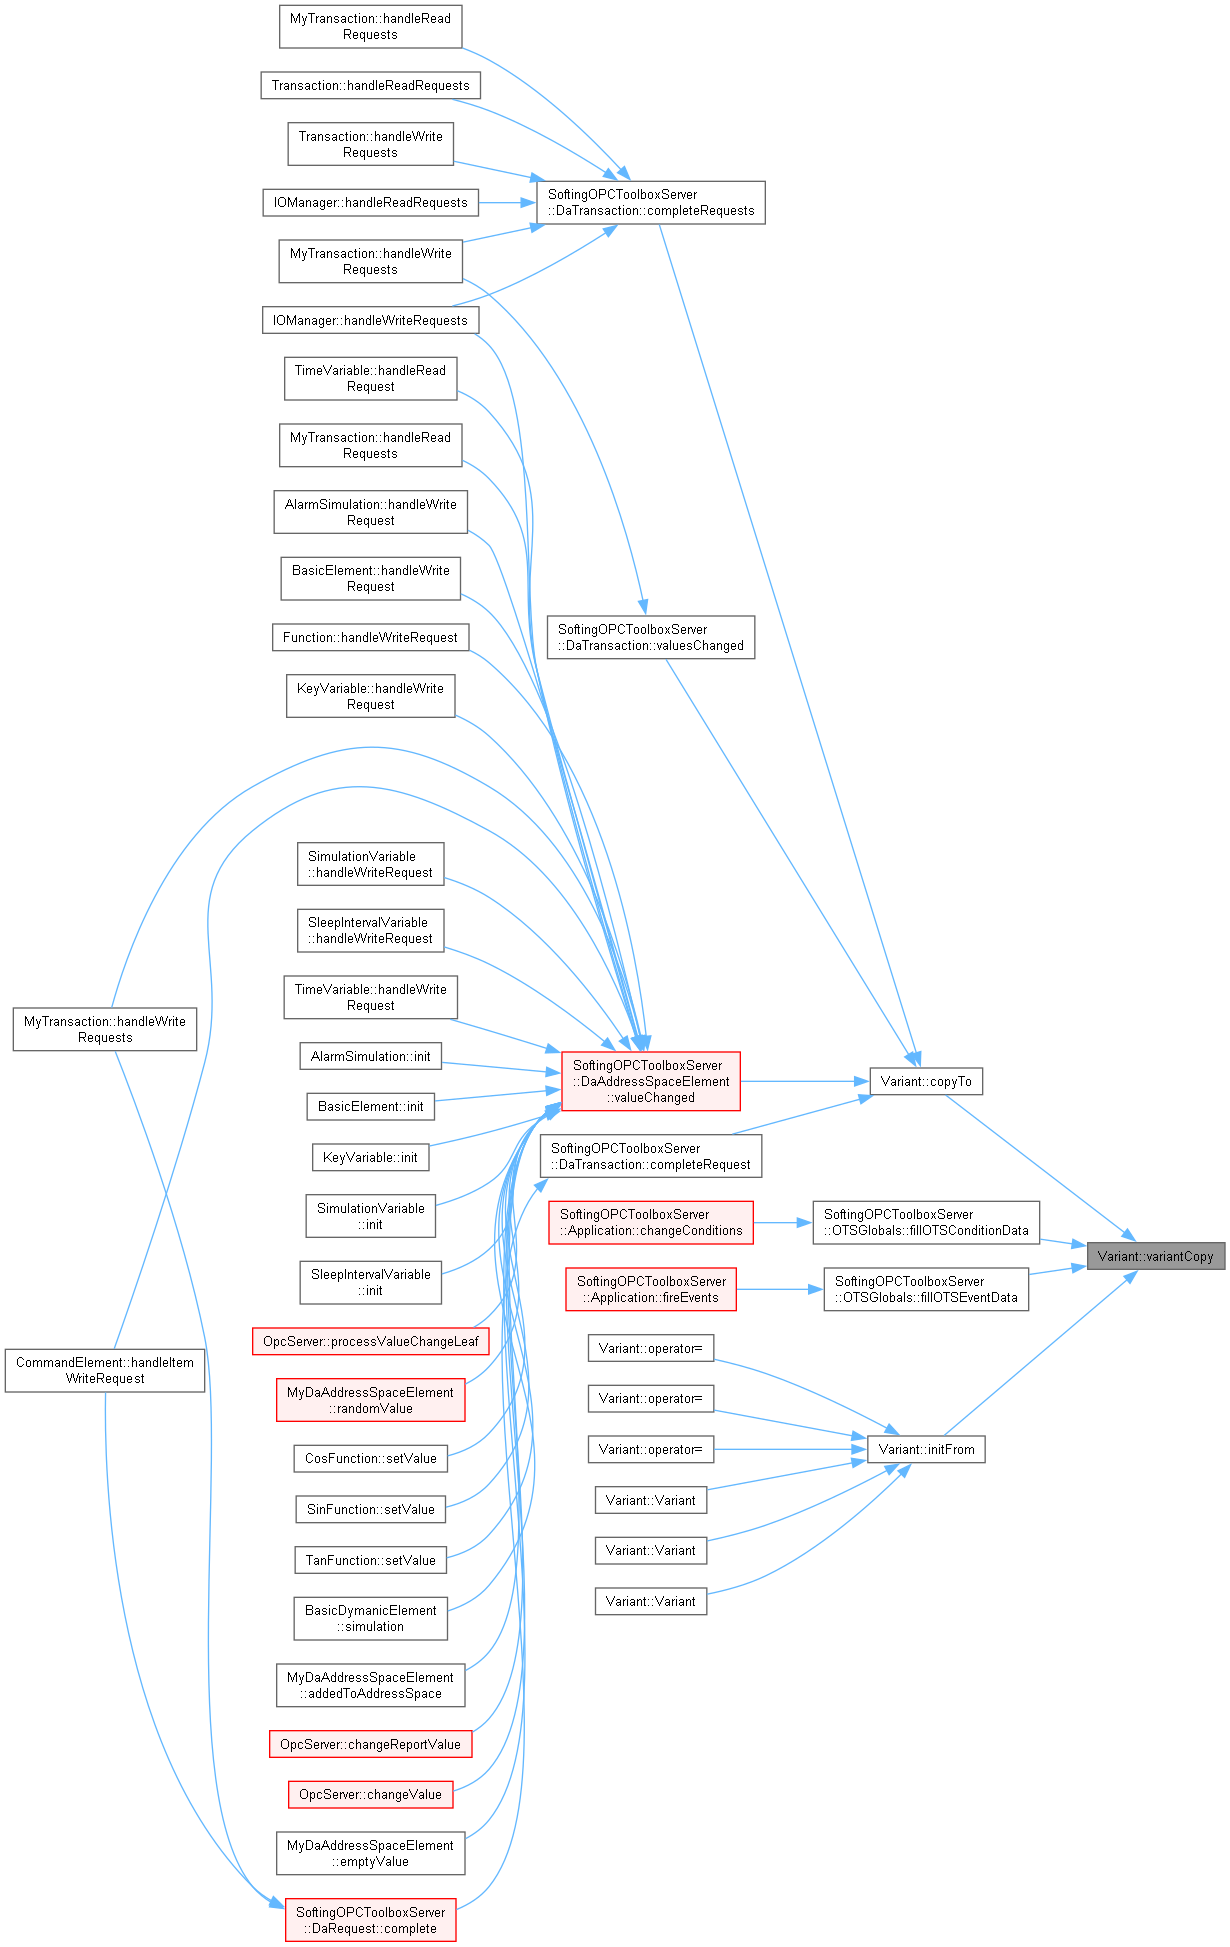 MyTransaction::handleRead
Requests
Transaction::handleReadRequests
Transaction::handleWrite
Requests
SoftingOPCToolboxServer
::DaTransaction::completeRequests
IOManager::handleReadRequests
MyTransaction::handleWrite
Requests
IOManager::handleWriteRequests
TimeVariable::handleRead
Request
MyTransaction::handleRead
Requests
AlarmSimulation::handleWrite
Request
BasicElement::handleWrite
Request
Function::handleWriteRequest
SoftingOPCToolboxServer
::DaTransaction::valuesChanged
KeyVariable::handleWrite
Request
SimulationVariable
::handleWriteRequest
SleepIntervalVariable
::handleWriteRequest
TimeVariable::handleWrite
Request
MyTransaction::handleWrite
Requests
AlarmSimulation::init
SoftingOPCToolboxServer
::DaAddressSpaceElement
::valueChanged
Variant::copyTo
BasicElement::init
KeyVariable::init
SoftingOPCToolboxServer
::DaTransaction::completeRequest
SimulationVariable
::init
SoftingOPCToolboxServer
::Application::changeConditions
SoftingOPCToolboxServer
::OTSGlobals::fillOTSConditionData
Variant::variantCopy
SleepIntervalVariable
::init
SoftingOPCToolboxServer
::Application::fireEvents
SoftingOPCToolboxServer
::OTSGlobals::fillOTSEventData
OpcServer::processValueChangeLeaf
Variant::operator=
CommandElement::handleItem
WriteRequest
MyDaAddressSpaceElement
::randomValue
Variant::operator=
CosFunction::setValue
Variant::operator=
Variant::initFrom
SinFunction::setValue
Variant::Variant
TanFunction::setValue
Variant::Variant
BasicDymanicElement
::simulation
Variant::Variant
MyDaAddressSpaceElement
::addedToAddressSpace
OpcServer::changeReportValue
OpcServer::changeValue
MyDaAddressSpaceElement
::emptyValue
SoftingOPCToolboxServer
::DaRequest::complete